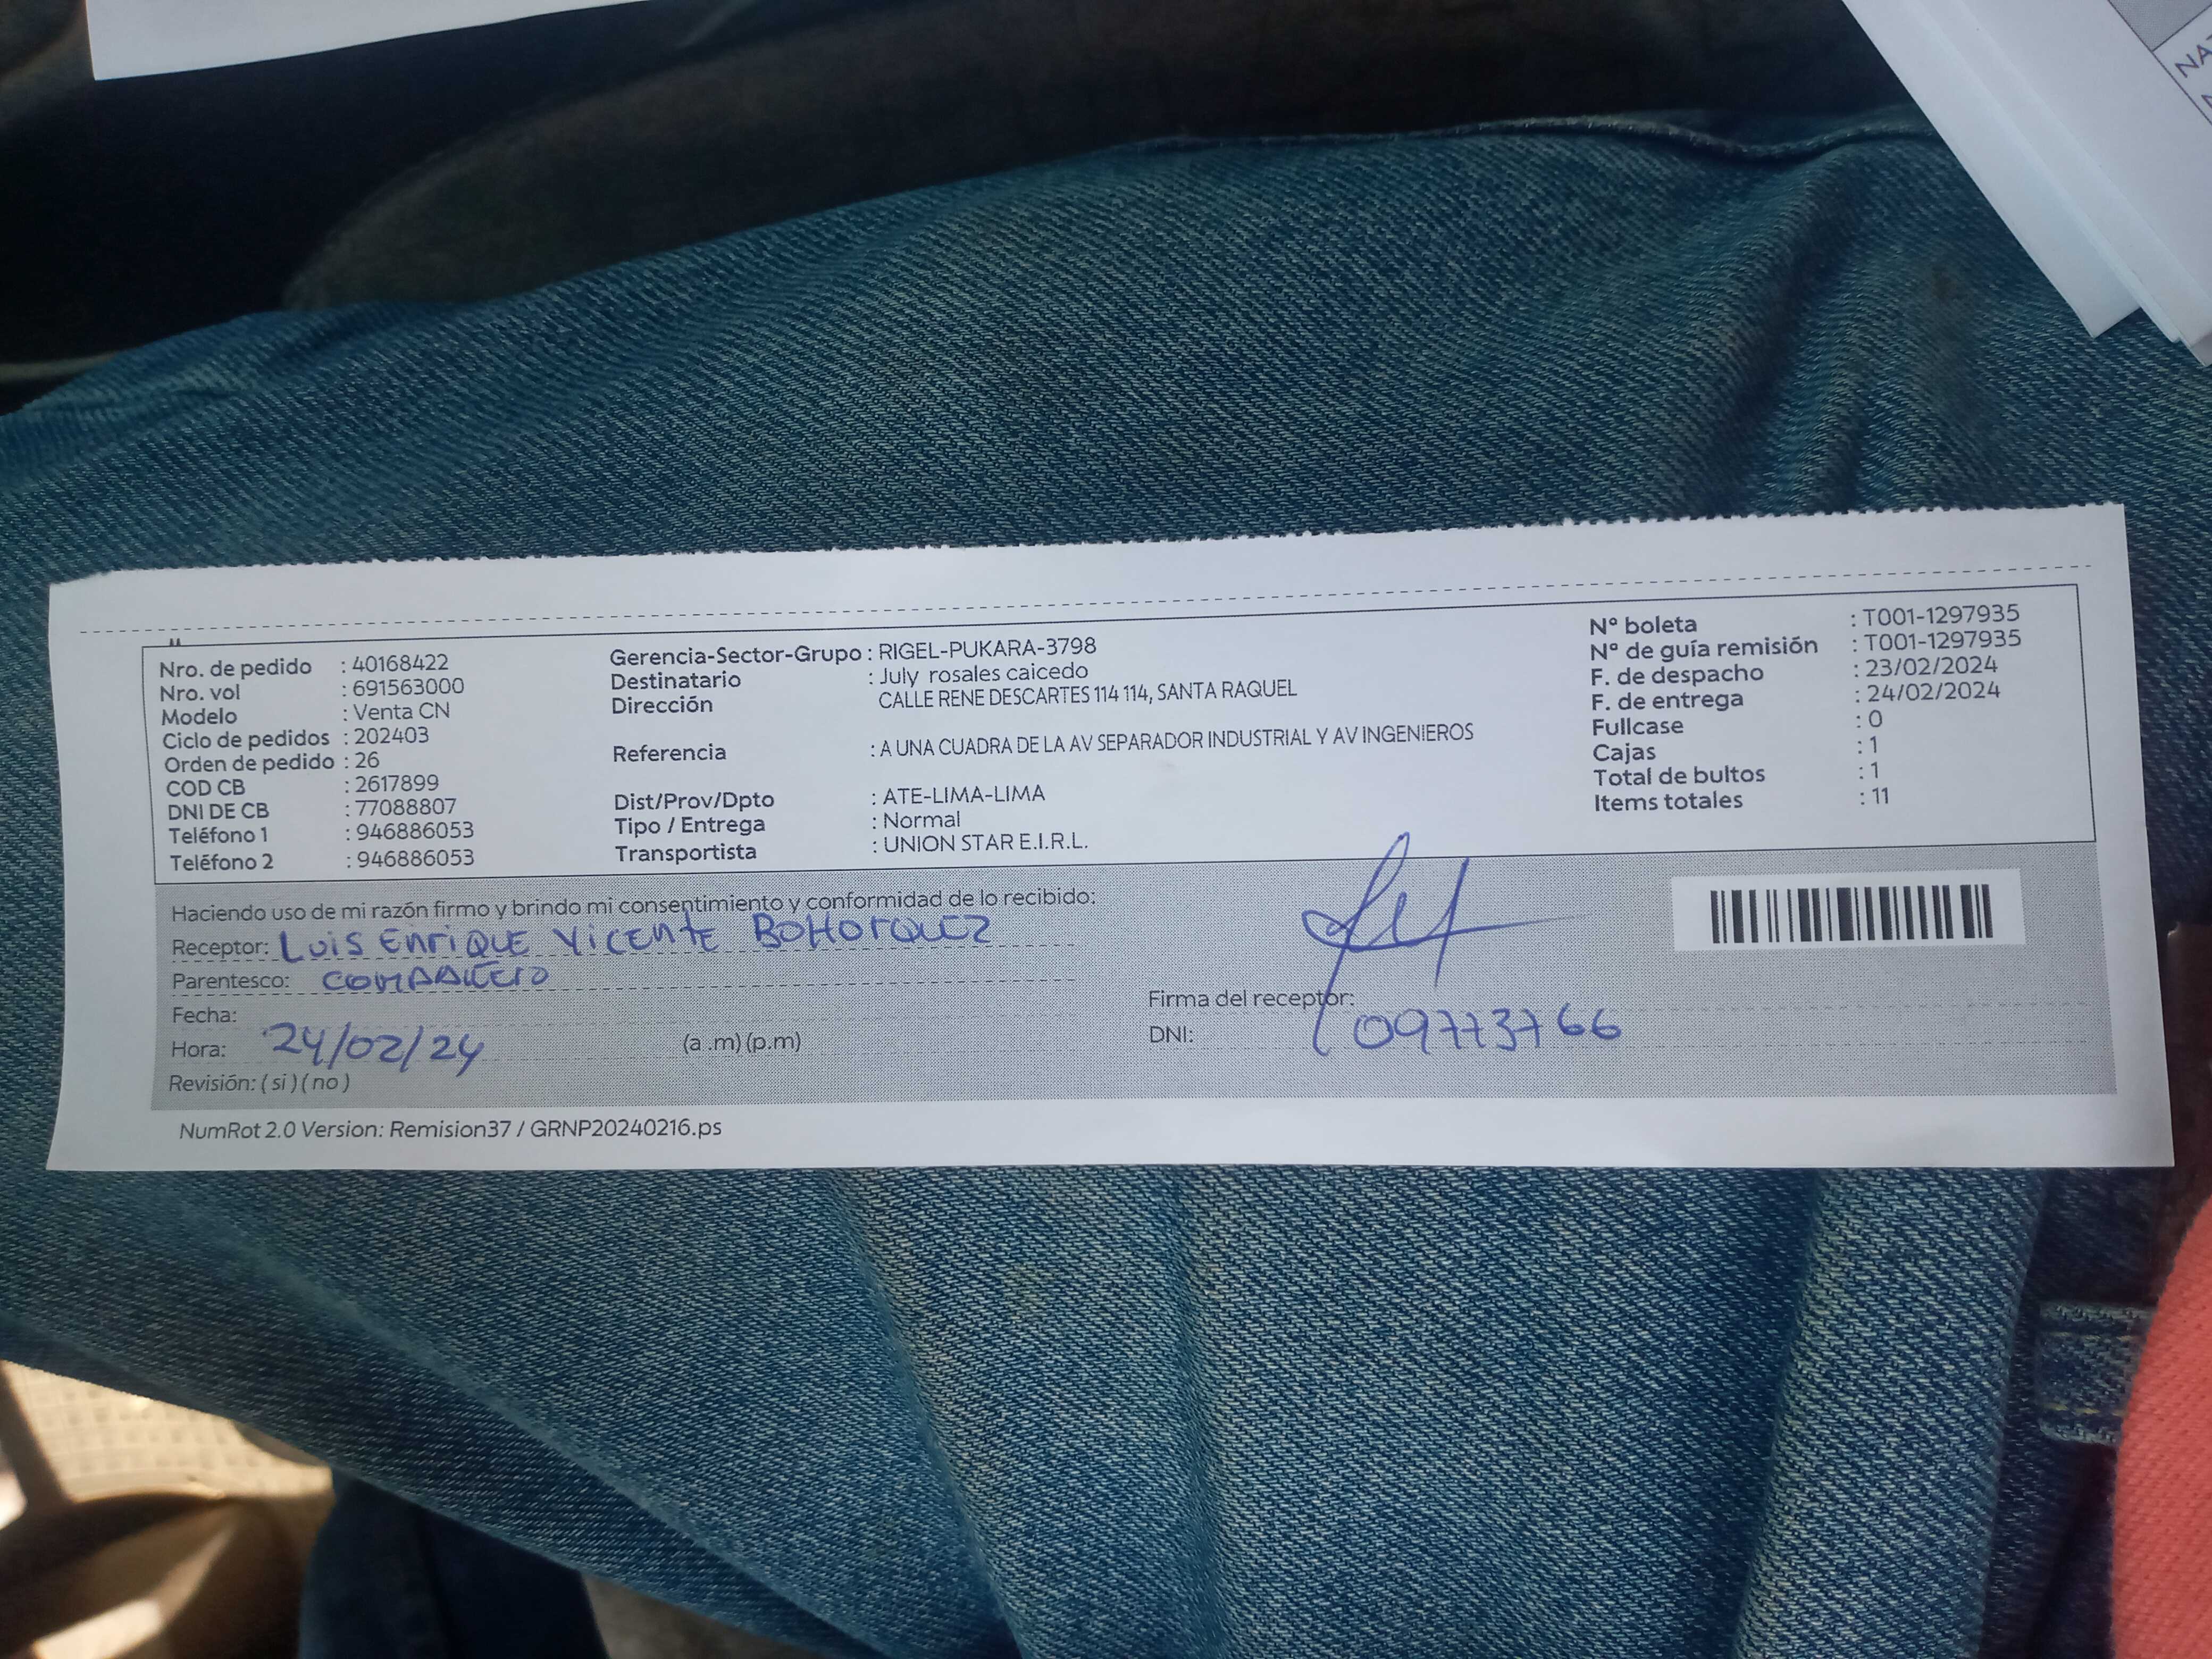 Nro. de pedido : 40168422
Nro. vol : 691563000
Modelo : Venta CN
Ciclo de pedidos : 202403
Orden de pedido : 26
COD CB : 2617899
DNI DE CB : 77088807
Teléfono 1 : 946886053
Teléfono 2 : 946886053
Gerencia-Sector-Grupo : RIGEL-PUKARA-3798
Destinatario : July rosales caicedo
Dirección CALLE RENE DESCARTES 114 114, SANTA RAQUEL
Referencia : A UNA CUADRA DE LA AV SEPARADOR INDUSTRIAL Y AV INGENIEROS
Dist/Prov/Dpto : ATE-LIMA-LIMA
Tipo / Entrega : Normal
Transportista : UNION STAR E.I.R.L.
N° boleta : T001-1297935
N° de guía remisión : T001-1297935
F. de despacho : 23/02/2024
F. de entrega : 24/02/2024
Fullcase : 0
Cajas : 1
Total de bultos : 1
Items totales : 11
Haciendo uso de mi razón firmo y brindo mi consentimiento y conformidad de lo recibido:
Receptor: Luis Enrique Vicente Bohorquez
Parentesco:
Fecha:
Hora: 24/02/24 (a .m) (p.m)
Revisión: ( si ) ( no )
Firma del receptor:
DNI: 09773766
NumRot 2.0 Version: Remision37 / GRNP20240216.ps